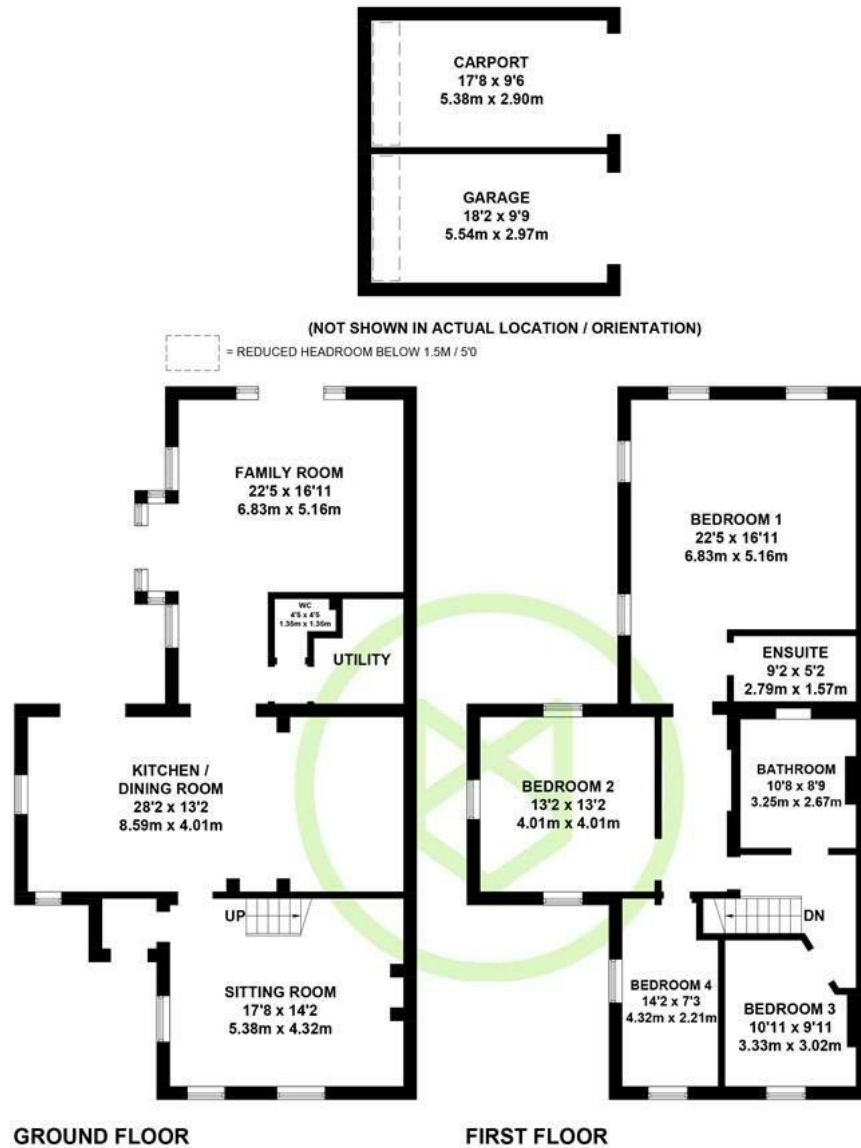 CARPORT
17'8 x 9'6
5.38m x 2.90m
GARAGE
18'2 x 9'9
5.54m x 2.97m
(NOT SHOWN IN ACTUAL LOCATION / ORIENTATION)
= REDUCED HEADROOM BELOW 1.5M / 5'0
FAMILY ROOM
22'5 x 16'11
6.83m x 5.16m
WC
4'5 x 4'5
1.35m x 1.35m
UTILITY
KITCHEN /
DINING ROOM
28'2 x 13'2
8.59m x 4.01m
UP
SITTING ROOM
17'8 x 14'2
5.38m x 4.32m
GROUND FLOOR
BEDROOM 1
22'5 x 16'11
6.83m x 5.16m
ENSUITE
9'2 x 5'2
2.79m x 1.57m
BATHROOM
10'8 x 8'9
3.25m x 2.67m
BEDROOM 2
13'2 x 13'2
4.01m x 4.01m
DN
BEDROOM 4
14'2 x 7'3
4.32m x 2.21m
BEDROOM 3
10'11 x 9'11
3.33m x 3.02m
FIRST FLOOR